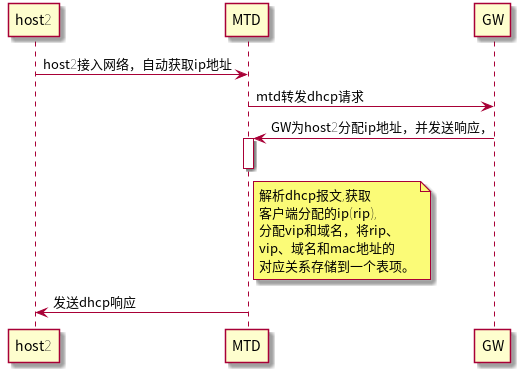 host2 MTD GW
host2接入网络，自动获取ip地址
mtd转发dhcp请求
GW为host2分配ip地址，并发送响应，
解析dhcp报文,获取
客户端分配的ip(rip),
分配vip和域名，将rip、
vip、域名和mac地址的
对应关系存储到一个表项。
发送dhcp响应
host2 MTD GW